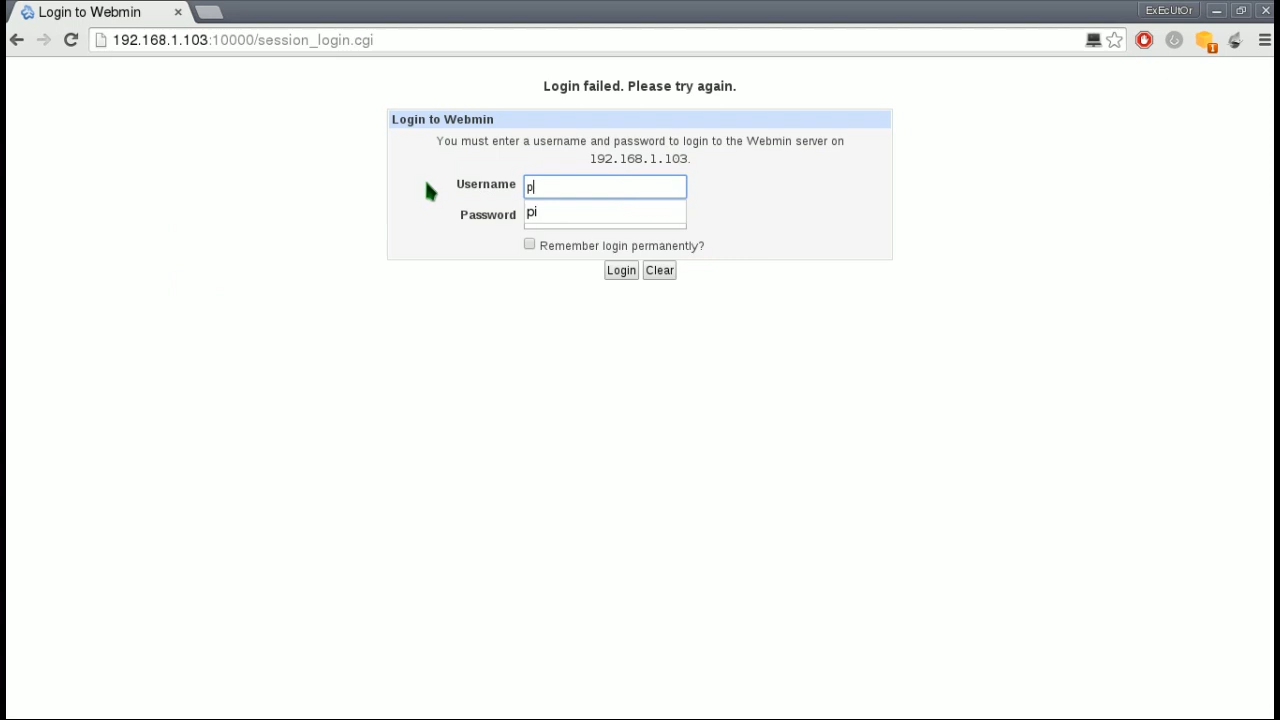 Login to Webmin
ExEcUtOr
192.168.1.103:10000/session_login.cgi
1
Login failed. Please try again.
Login to Webmin
You must enter a username and password to login to the Webmin server on
192.168.1.103.
Username p
pi
Password
Remember login permanently?
Login Clear